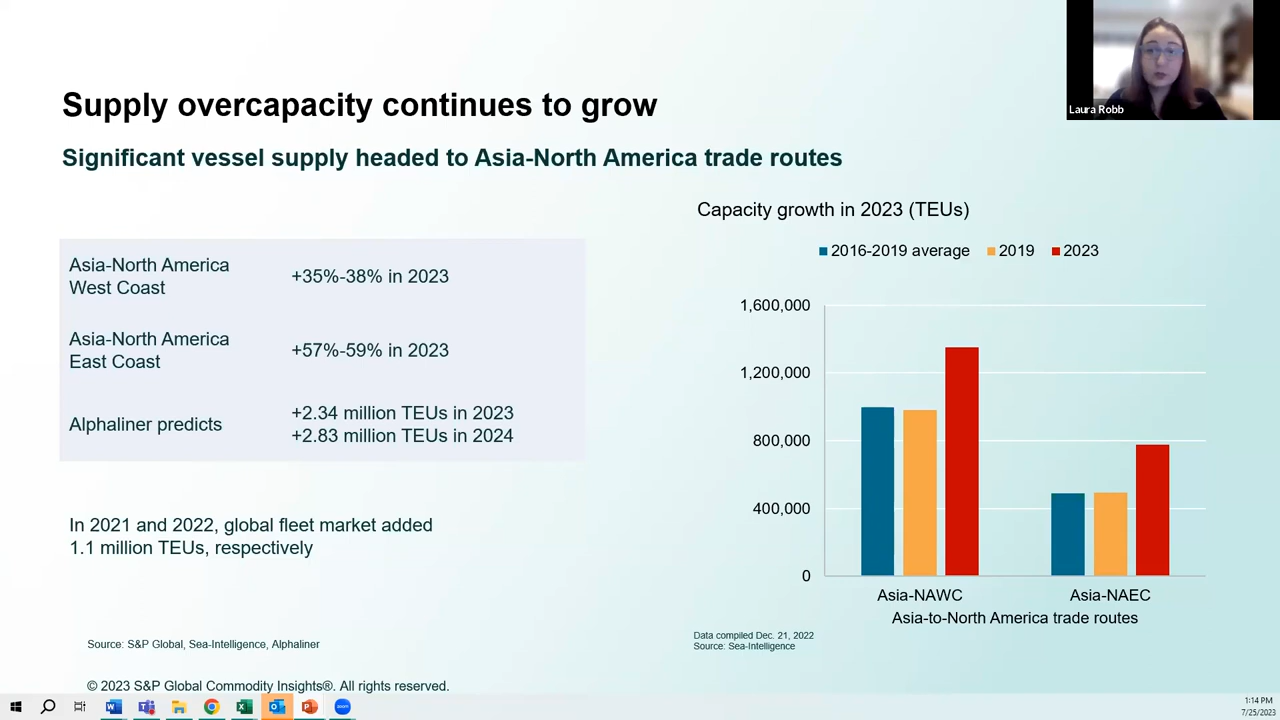 Laura Robb
Supply overcapacity continues to grow
Significant vessel supply headed to Asia-North America trade routes
Asia-North America
West Coast
+35%-38% in 2023
Asia-North America
East Coast
+57%-59% in 2023
Alphaliner predicts
+2.34 million TEUs in 2023
+2.83 million TEUs in 2024
In 2021 and 2022, global fleet market added
1.1 million TEUs, respectively
Source: S&P Global, Sea-Intelligence, Alphaliner
Capacity growth in 2023 (TEUs)
2016-2019 average 2019 2023
1,600,000
1,200,000
800,000
400,000
0
Asia-NAWC Asia-NAEC
Asia-to-North America trade routes
Data compiled Dec. 21, 2022
Source: Sea-Intelligence
© 2023 S&P Global Commodity Insights®. All rights reserved.
zoom
1:14 PM
7/25/2023